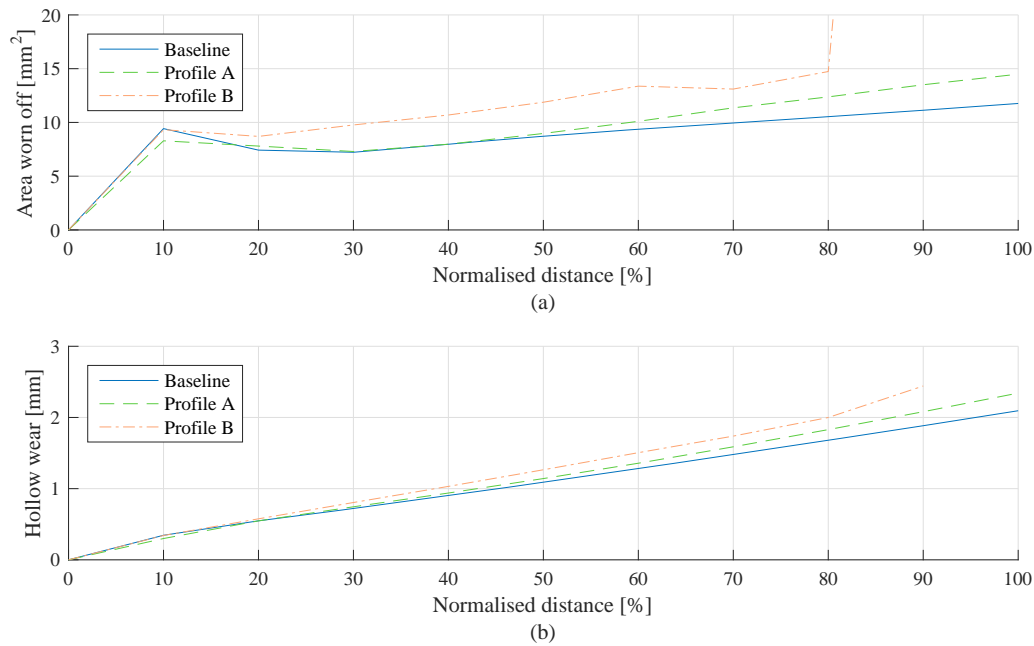 20
15
10
5
0
Area worn off [mm²]
Baseline
Profile A
Profile B
0 10 20 30 40 50 60 70 80 90 100
Normalised distance [%]
(a)
3
2
1
0
Hollow wear [mm]
Baseline
Profile A
Profile B
0 10 20 30 40 50 60 70 80 90 100
Normalised distance [%]
(b)